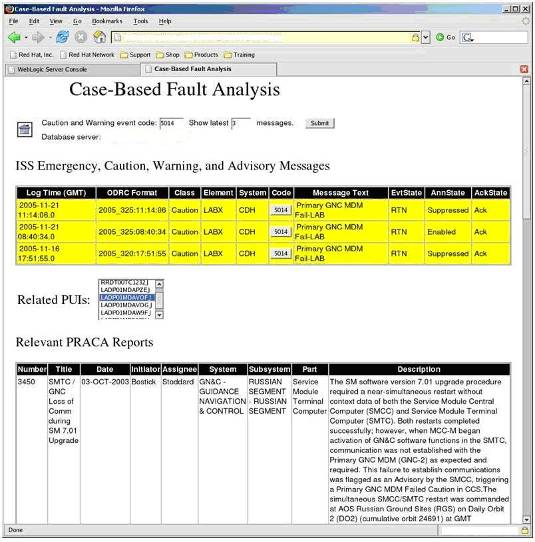 Case-Based Fault Analysis - Mozilla Firefox
File Edit View Go Bookmarks Tools Help
Go
Red Hat, Inc. Red Hat Network Support Shop Products Training
WebLogic Server Console Case-Based Fault Analysis
Case-Based Fault Analysis
Caution and Warning event code: 5014 Show latest 3 messages. Submit
Database server:
ISS Emergency, Caution, Warning, and Advisory Messages
Log Time (GMT) ODRC Format Class Element System Code Messsage Text EvtState AnnState AckState
2005-11-21 11:14:06.0 2005_325:11:14:06 Caution LABX CDH 5014 Primary GNC MDM Fail-LAB RTN Suppressed Ack
2005-11-21 08:40:34.0 2005_325:08:40:34 Caution LABX CDH 5014 Primary GNC MDM Fail-LAB RTN Enabled Ack
2005-11-16 17:51:55.0 2005_320:17:51:55 Caution LABX CDH 5014 Primary GNC MDM Fail-LAB RTN Suppressed Ack
Related PUIs:
LADP01MDAPZEJ
LADP01MDAVOFJ
LADP01MDAVDGJ
LADP01MDAW9FJ
Relevant PRACA Reports
Number Title Date Initiator Assignee System Subsystem Part Description
3450 SMTC / 03-OCT-2003 Bostick Stoddard GN&C - RUSSIAN Service The SM software version 7.01 upgrade procedure
GNC GUIDANCE SEGMENT Module required a near-simultaneous restart without
Loss of NAVIGATION - RUSSIAN Terminal context data of both the Service Module Central
Comm & CONTROL SEGMENT Computer Computer (SMCC) and Service Module Terminal
during Computer (SMTC). Both restarts completed
SM 7.01 successfully; however, when MCC-M began
Upgrade activation of GN&C software functions in the SMTC,
communication was not established with the
Primary GNC MDM (GNC-2) as expected and
required. This failure to establish communications
was flagged as an Advisory by the SMCC, triggering
a Primary GNC MDM Failed Caution in CCS.The
simultaneous SMCC/SMTC restart was commanded
at AOS Russian Ground Sites (RGS) on Daily Orbit
2 (DO2) (cumulative orbit 24691) at GMT
Done